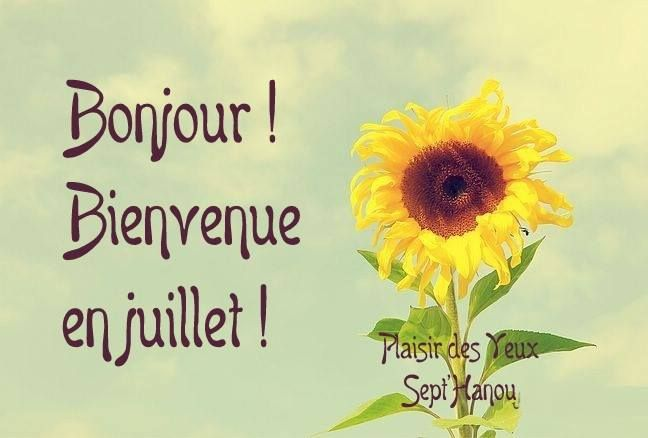 Bonjour !
Bienvenue
en juillet !
Plaisir des Yeux
Sept'Hanou